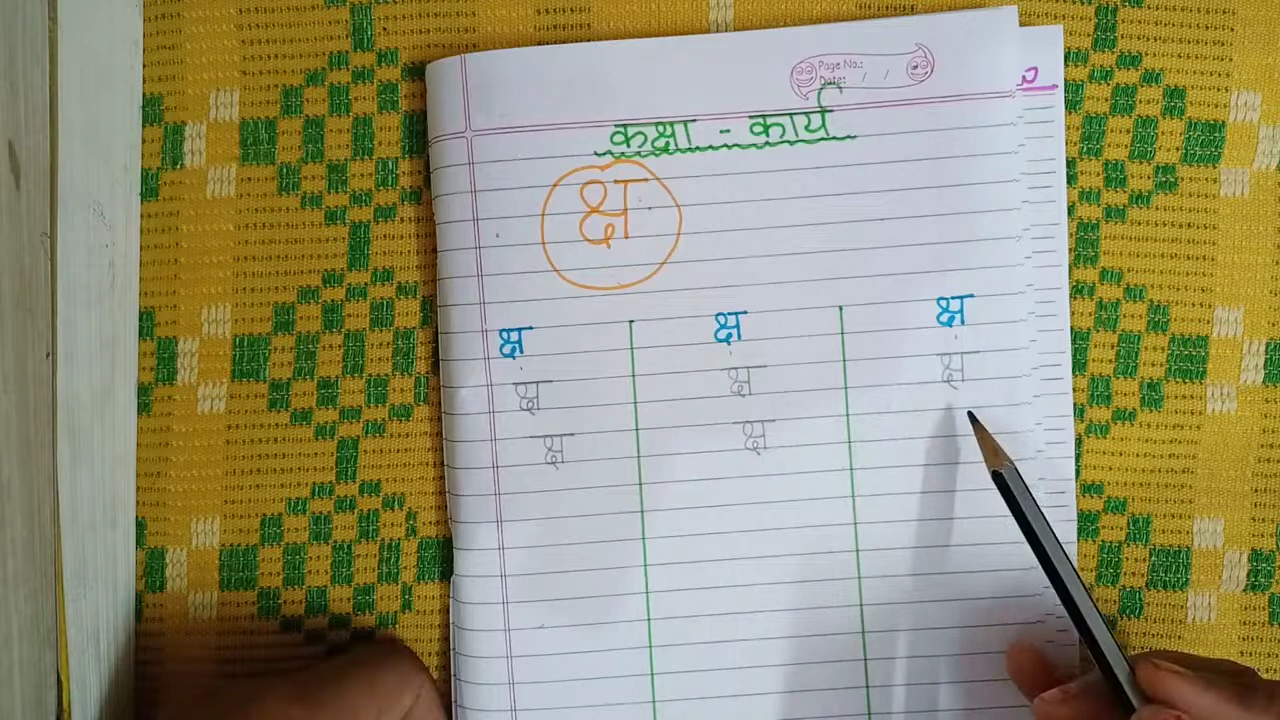 Page No.:
Date: / /
कक्षा - कार्य
क्ष
क्ष क्ष क्ष
क्ष क्ष क्ष
क्ष क्ष